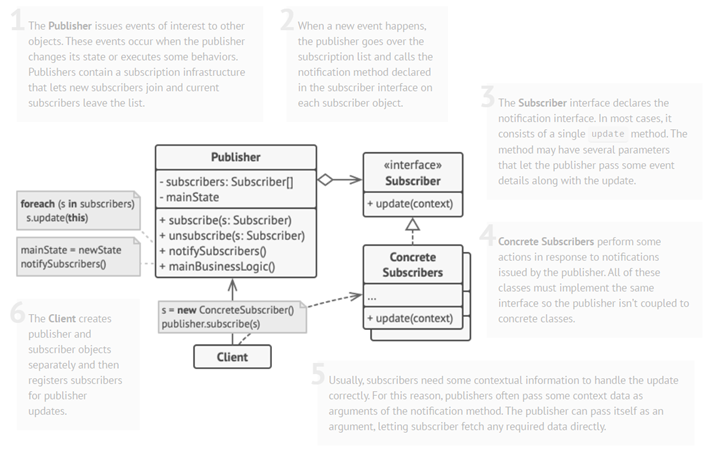 1
The Publisher issues events of interest to other
objects. These events occur when the publisher
changes its state or executes some behaviors.
Publishers contain a subscription infrastructure
that lets new subscribers join and current
subscribers leave the list.
2
When a new event happens,
the publisher goes over the
subscription list and calls the
notification method declared
in the subscriber interface on
each subscriber object.
3
The Subscriber interface declares the
notification interface. In most cases, it
consists of a single update method. The
method may have several parameters
that let the publisher pass some event
details along with the update.
Publisher
- subscribers: Subscriber[]
- mainState
+ subscribe(s: Subscriber)
+ unsubscribe(s: Subscriber)
+ notifySubscribers()
+ mainBusinessLogic()
«interface»
Subscriber
+ update(context)
foreach (s in subscribers)
s.update(this)
mainState = newState
notifySubscribers()
Concrete
Subscribers
...
+ update(context)
4
Concrete Subscribers perform some
actions in response to notifications
issued by the publisher. All of these
classes must implement the same
interface so the publisher isn't coupled to
concrete classes.
s = new ConcreteSubscriber()
publisher.subscribe(s)
Client
6
The Client creates
publisher and
subscriber objects
separately and then
registers subscribers
for publisher
updates.
5
Usually, subscribers need some contextual information to handle the update
correctly. For this reason, publishers often pass some context data as
arguments of the notification method. The publisher can pass itself as an
argument, letting subscriber fetch any required data directly.